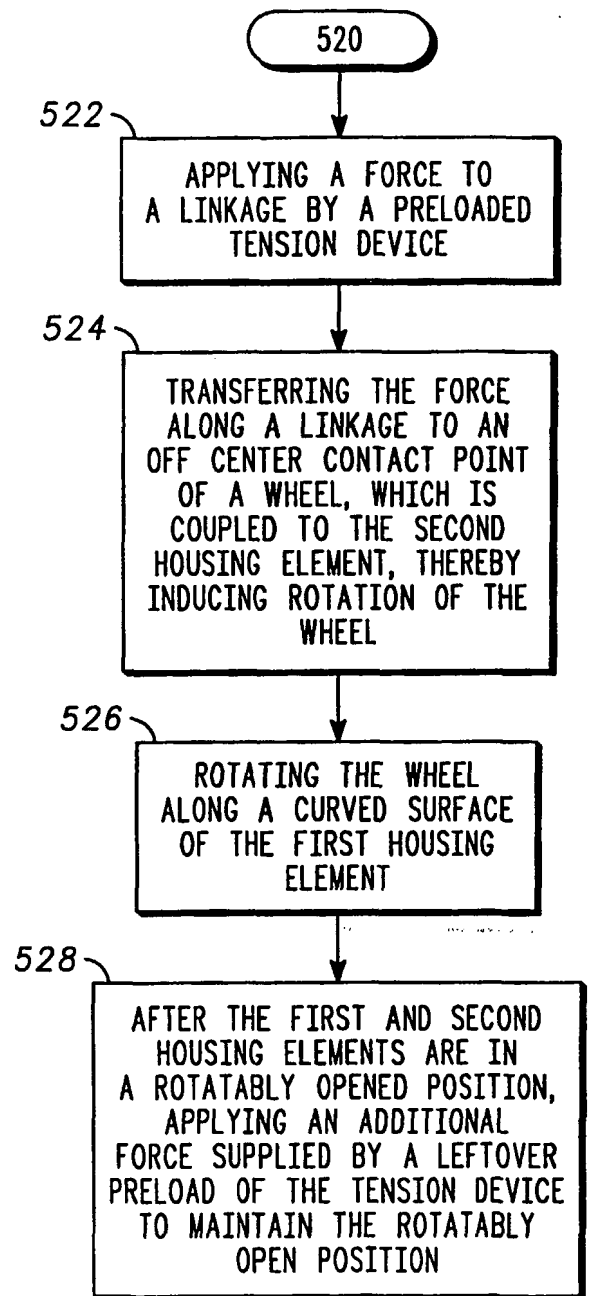 520
522
APPLYING A FORCE TO
A LINKAGE BY A PRELOADED
TENSION DEVICE
524
TRANSFERRING THE FORCE
ALONG A LINKAGE TO AN
OFF CENTER CONTACT POINT
OF A WHEEL, WHICH IS
COUPLED TO THE SECOND
HOUSING ELEMENT, THEREBY
INDUCING ROTATION OF THE
WHEEL
526
ROTATING THE WHEEL
ALONG A CURVED SURFACE
OF THE FIRST HOUSING
ELEMENT
528
AFTER THE FIRST AND SECOND
HOUSING ELEMENTS ARE IN
A ROTATABLY OPENED POSITION,
APPLYING AN ADDITIONAL
FORCE SUPPLIED BY A LEFTOVER
PRELOAD OF THE TENSION DEVICE
TO MAINTAIN THE ROTATABLY
OPEN POSITION